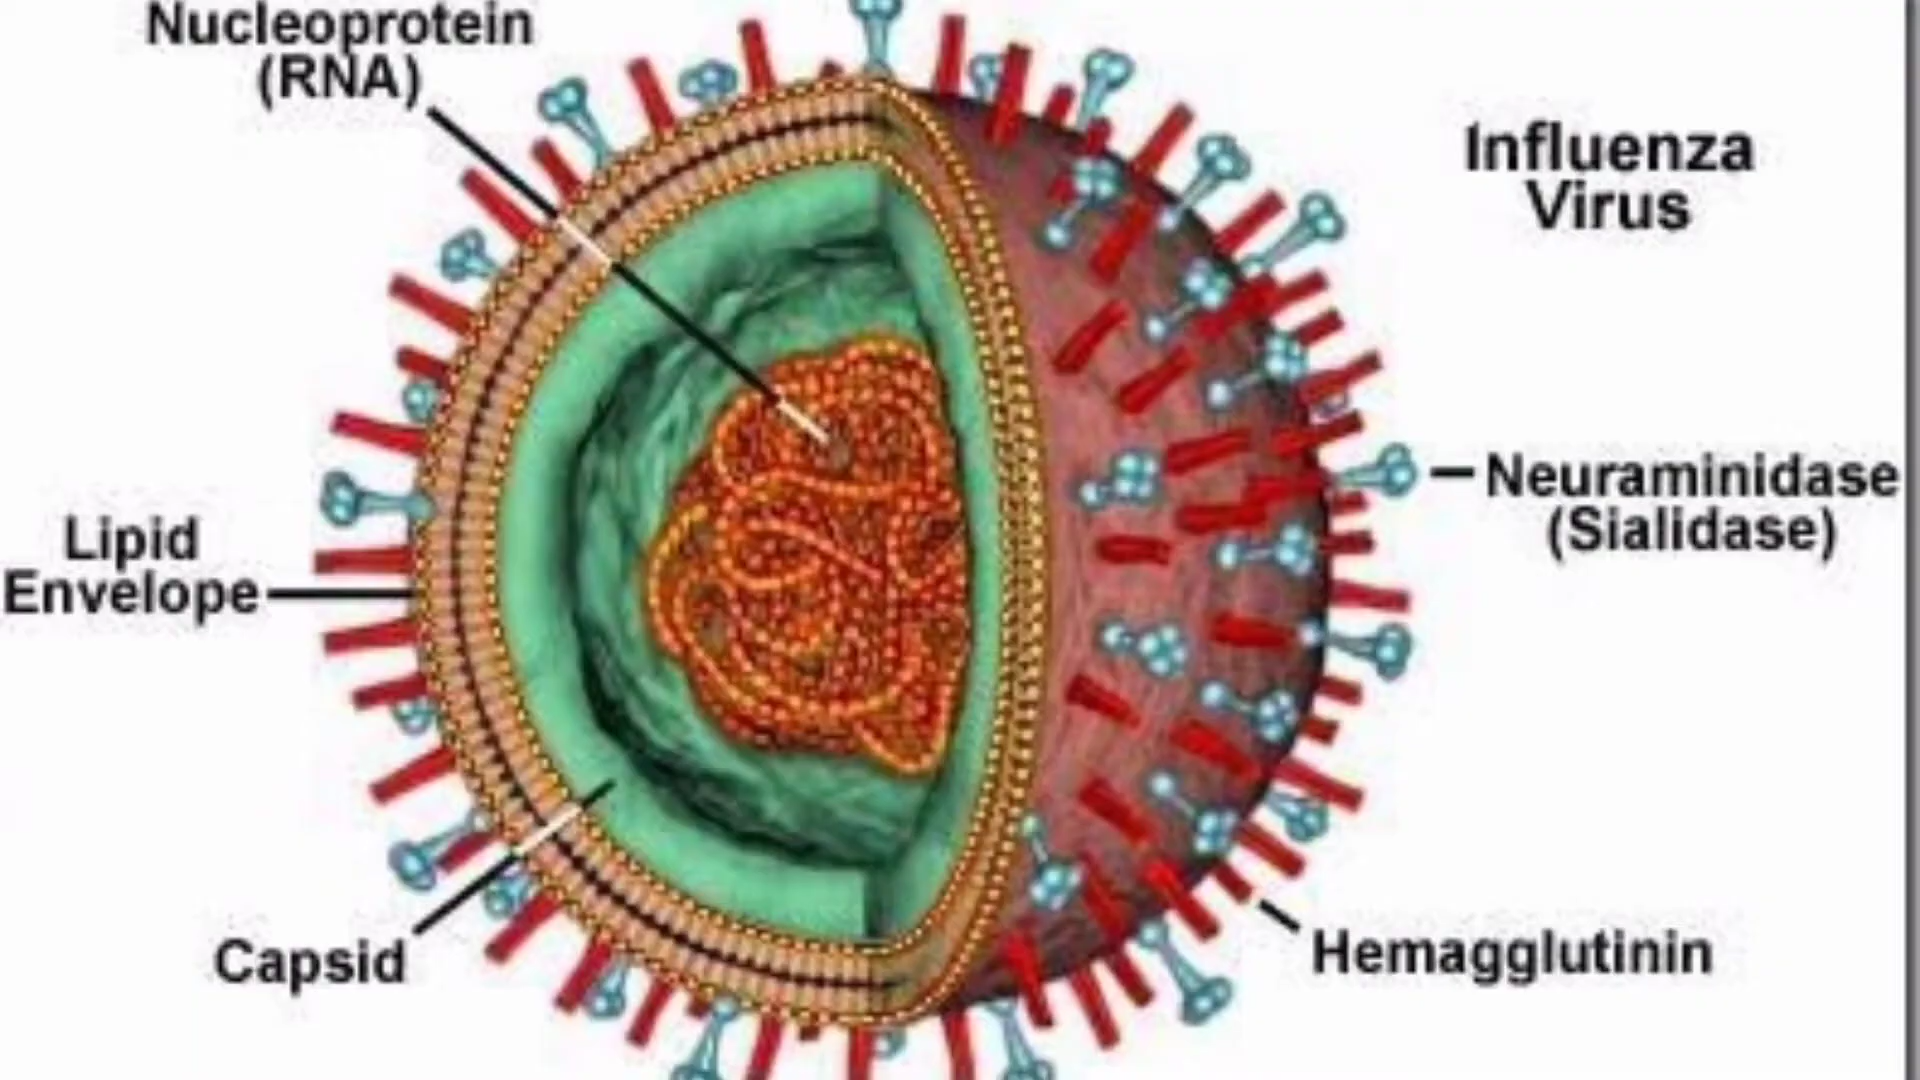 Nucleoprotein
(RNA)
Influenza
Virus
Neuraminidase
(Sialidase)
Lipid
Envelope
Capsid
Hemagglutinin